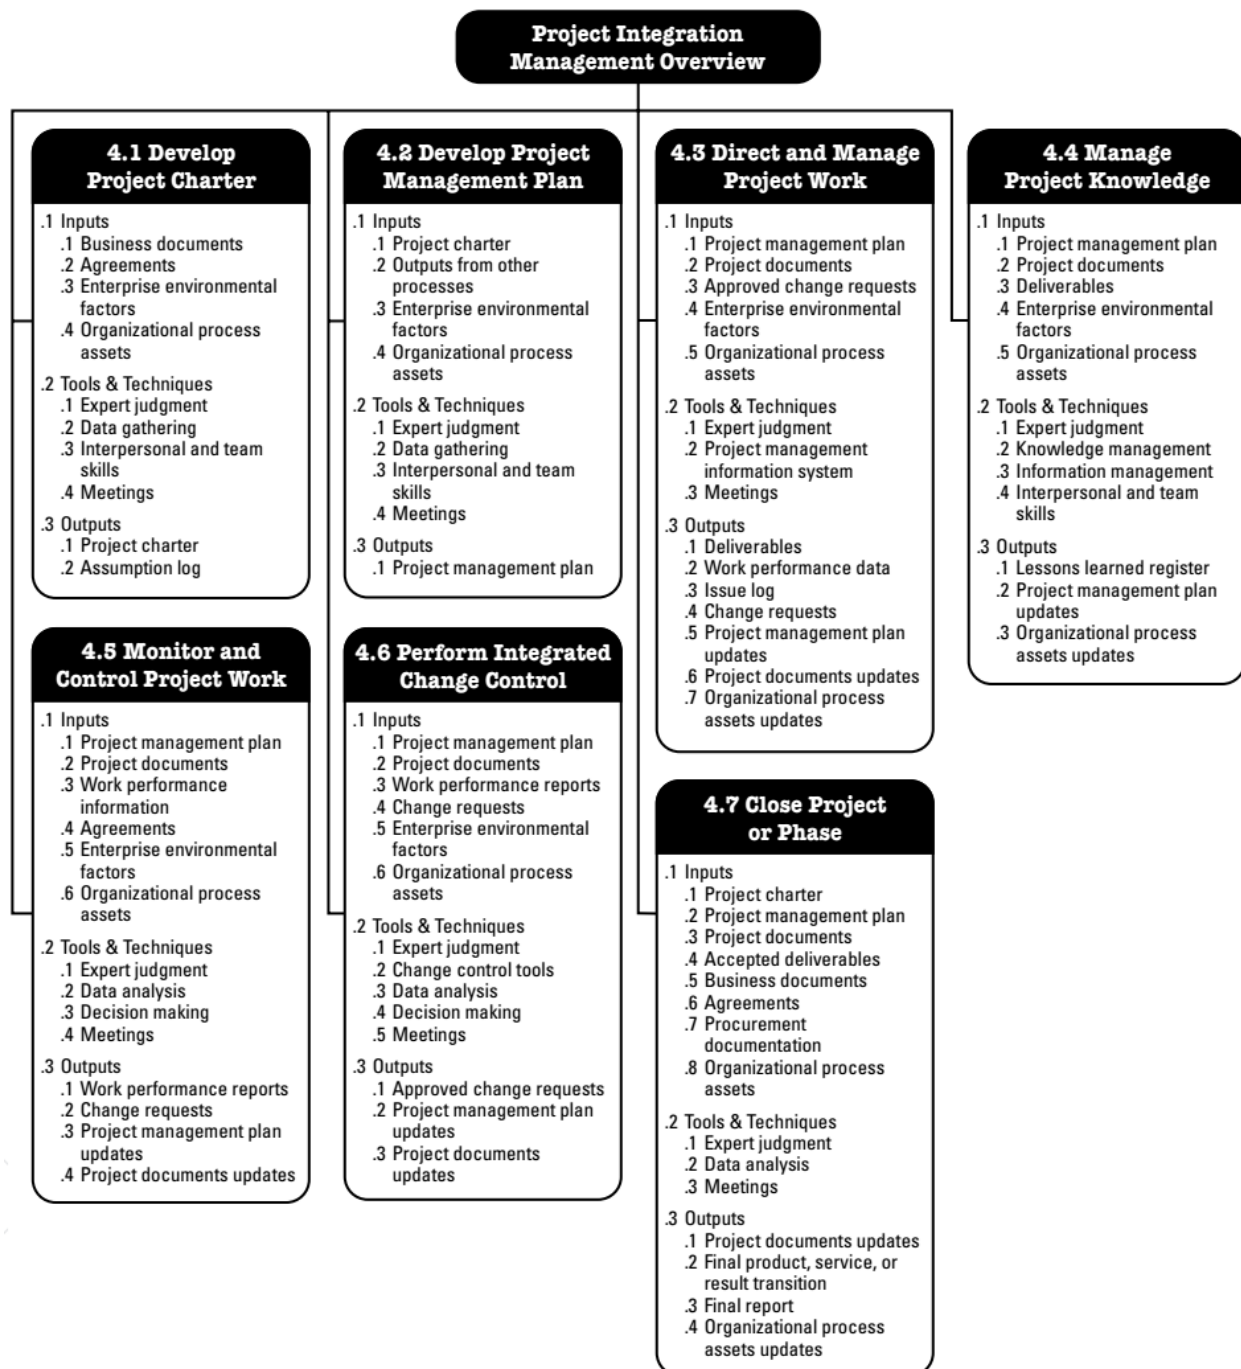 Project Integration
Management Overview
4.1 Develop
Project Charter
.1 Inputs
.1 Business documents
.2 Agreements
.3 Enterprise environmental
factors
.4 Organizational process
assets
.2 Tools & Techniques
.1 Expert judgment
.2 Data gathering
.3 Interpersonal and team
skills
.4 Meetings
.3 Outputs
.1 Project charter
.2 Assumption log
4.2 Develop Project
Management Plan
.1 Inputs
.1 Project charter
.2 Outputs from other
processes
.3 Enterprise environmental
factors
.4 Organizational process
assets
.2 Tools & Techniques
.1 Expert judgment
.2 Data gathering
.3 Interpersonal and team
skills
.4 Meetings
.3 Outputs
.1 Project management plan
4.3 Direct and Manage
Project Work
.1 Inputs
.1 Project management plan
.2 Project documents
.3 Approved change requests
.4 Enterprise environmental
factors
.5 Organizational process
assets
.2 Tools & Techniques
.1 Expert judgment
.2 Project management
information system
.3 Meetings
.3 Outputs
.1 Deliverables
.2 Work performance data
.3 Issue log
.4 Change requests
.5 Project management plan
updates
.6 Project documents updates
.7 Organizational process
assets updates
4.4 Manage
Project Knowledge
.1 Inputs
.1 Project management plan
.2 Project documents
.3 Deliverables
.4 Enterprise environmental
factors
.5 Organizational process
assets
.2 Tools & Techniques
.1 Expert judgment
.2 Knowledge management
.3 Information management
.4 Interpersonal and team
skills
.3 Outputs
.1 Lessons learned register
.2 Project management plan
updates
.3 Organizational process
assets updates
4.5 Monitor and
Control Project Work
.1 Inputs
.1 Project management plan
.2 Project documents
.3 Work performance
information
.4 Agreements
.5 Enterprise environmental
factors
.6 Organizational process
assets
.2 Tools & Techniques
.1 Expert judgment
.2 Data analysis
.3 Decision making
.4 Meetings
.3 Outputs
.1 Work performance reports
.2 Change requests
.3 Project management plan
updates
.4 Project documents updates
4.6 Perform Integrated
Change Control
.1 Inputs
.1 Project management plan
.2 Project documents
.3 Work performance reports
.4 Change requests
.5 Enterprise environmental
factors
.6 Organizational process
assets
.2 Tools & Techniques
.1 Expert judgment
.2 Change control tools
.3 Data analysis
.4 Decision making
.5 Meetings
.3 Outputs
.1 Approved change requests
.2 Project management plan
updates
.3 Project documents
updates
4.7 Close Project
or Phase
.1 Inputs
.1 Project charter
.2 Project management plan
.3 Project documents
.4 Accepted deliverables
.5 Business documents
.6 Agreements
.7 Procurement
documentation
.8 Organizational process
assets
.2 Tools & Techniques
.1 Expert judgment
.2 Data analysis
.3 Meetings
.3 Outputs
.1 Project documents updates
.2 Final product, service, or
result transition
.3 Final report
.4 Organizational process
assets updates